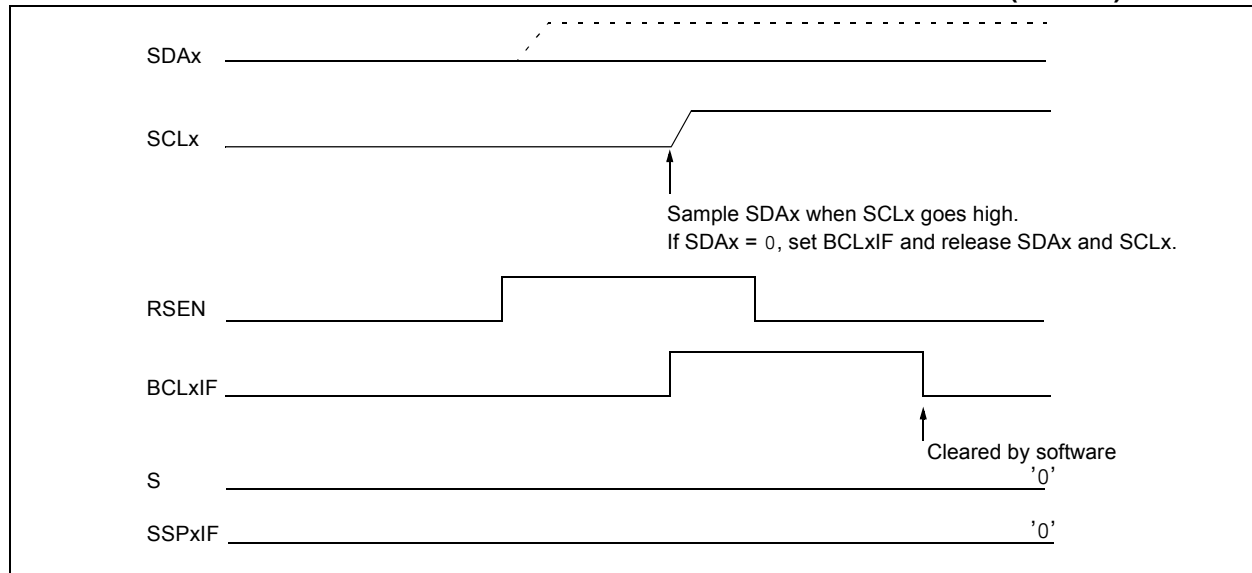 SDAx
SCLx
Sample SDAx when SCLx goes high.
If SDAx = 0, set BCLxIF and release SDAx and SCLx.
RSEN
BCLxIF
Cleared by software
S '0'
SSPxIF '0'